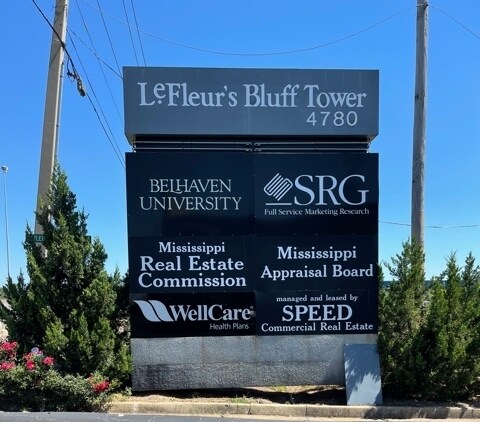 LeFleur's Bluff Tower
4780
BELHAVEN
UNIVERSITY
SRG
Full Service Marketing Research
Mississippi
Real Estate
Commission
Mississippi
Appraisal Board
WellCare
Health Plans
managed and leased by
SPEED
Commercial Real Estate